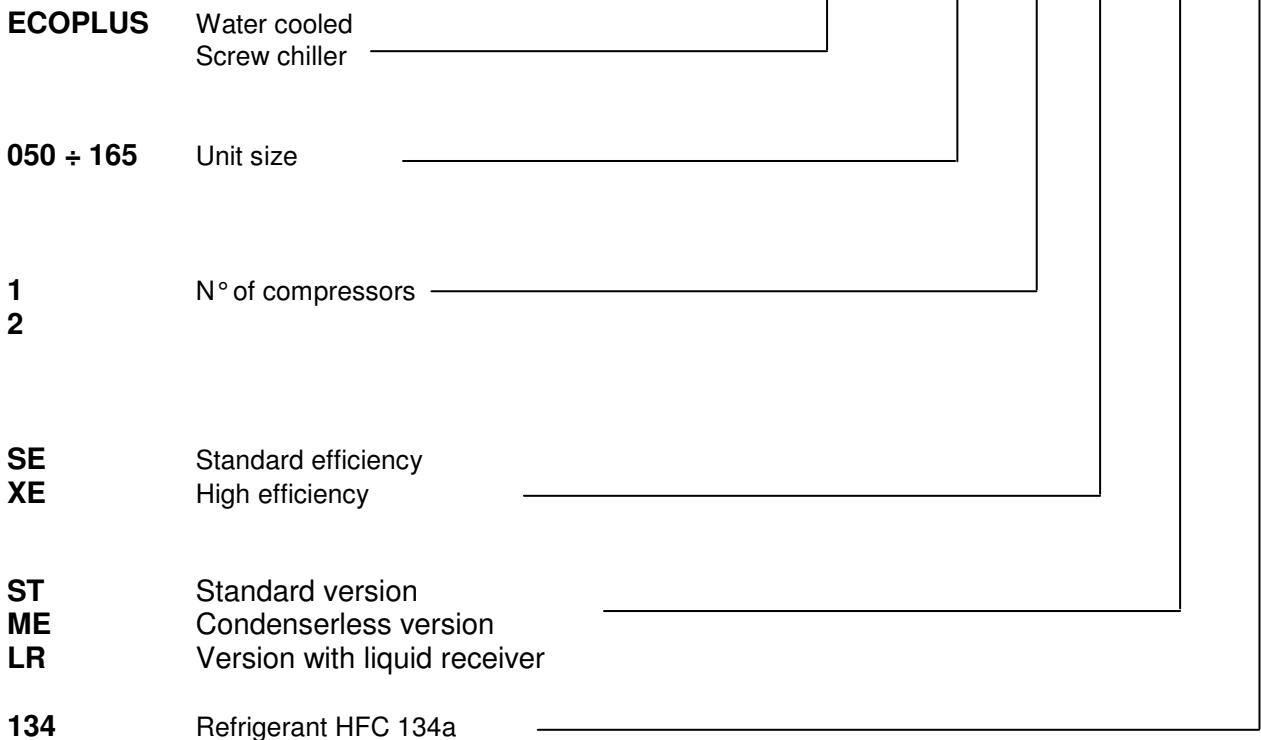 ECOPLUS Water cooled
Screw chiller
050 ÷ 165 Unit size
1 N° of compressors
2
SE Standard efficiency
XE High efficiency
ST Standard version
ME Condenserless version
LR Version with liquid receiver
134 Refrigerant HFC 134a